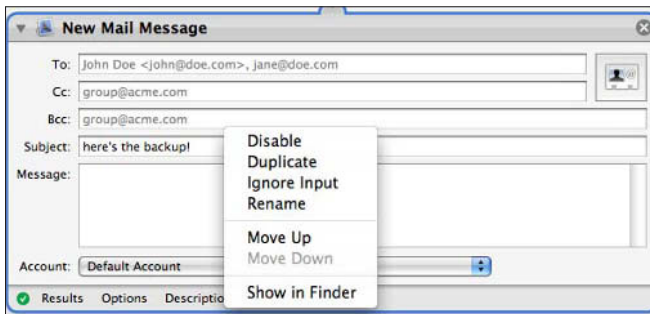 New Mail Message
To: John Doe <john@doe.com>, jane@doe.com
Cc: group@acme.com
Bcc: group@acme.com
Subject: here's the backup!
Message:
Disable
Duplicate
Ignore Input
Rename
Move Up
Move Down
Show in Finder
Account: Default Account
Results Options Descriptio